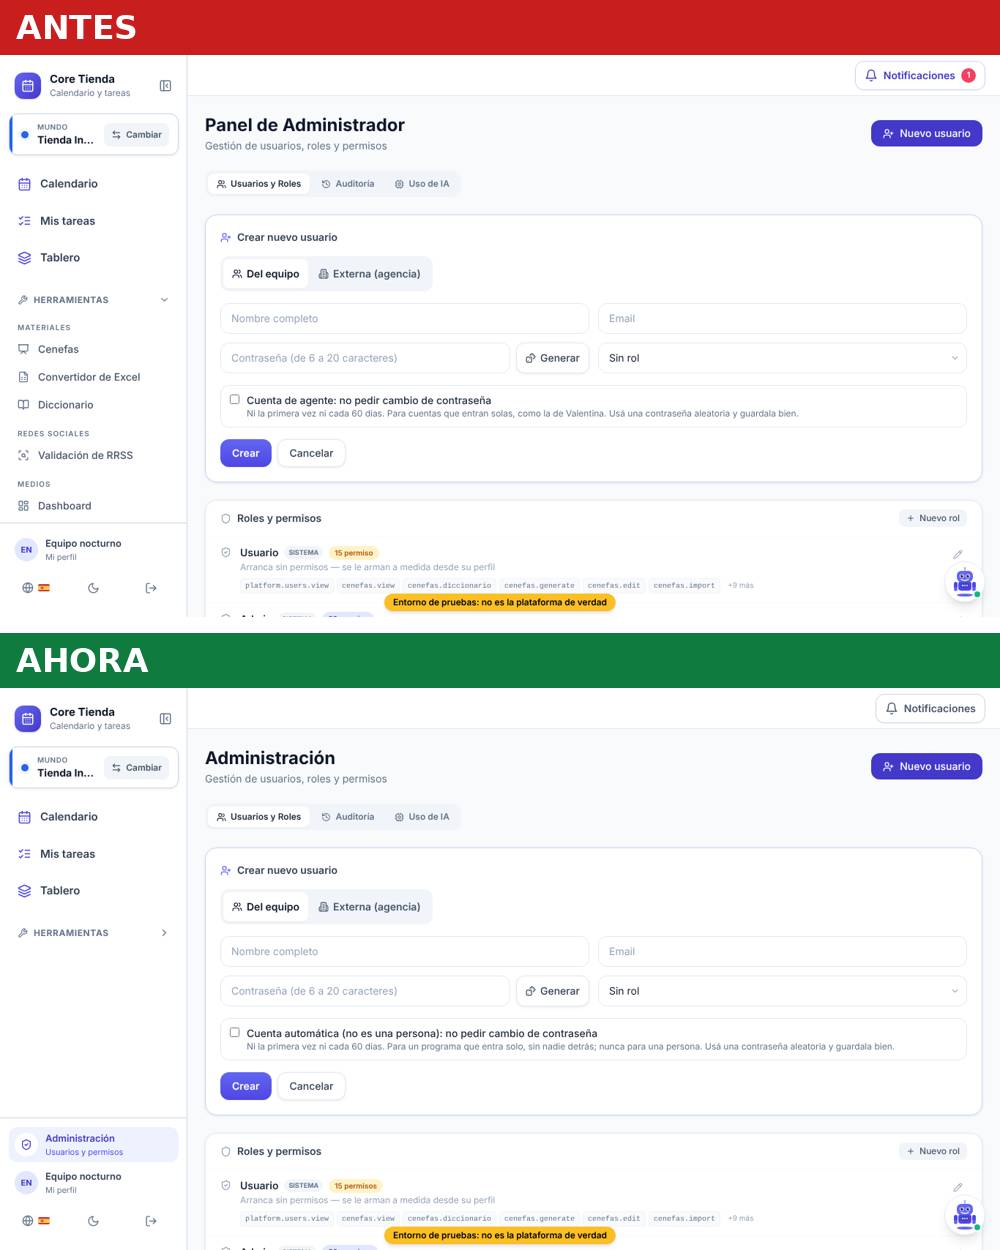 ANTES
Core Tienda
Calendario y tareas
Notificaciones 1
MUNDO
Tienda In...
Cambiar
Panel de Administrador
Gestión de usuarios, roles y permisos
Nuevo usuario
Calendario
Mis tareas
Tablero
HERRAMIENTAS
MATERIALES
Cenefas
Convertidor de Excel
Diccionario
REDES SOCIALES
Validación de RRSS
MEDIOS
Dashboard
EN
Equipo nocturno
Mi perfil
Usuarios y Roles
Auditoría
Uso de IA
Crear nuevo usuario
Del equipo
Externa (agencia)
Nombre completo
Email
Contraseña (de 6 a 20 caracteres)
Generar
Sin rol
Cuenta de agente: no pedir cambio de contraseña
Ni la primera vez ni cada 60 días. Para cuentas que entran solas, como la de Valentina. Usá una contraseña aleatoria y guardala bien.
Crear
Cancelar
Roles y permisos
Nuevo rol
Usuario SISTEMA 15 permiso
Arranca sin permisos — se le arman a medida desde su perfil
platform.users.view cenefas.view cenefas.diccionario cenefas.generate cenefas.edit cenefas.import +9 más
Entorno de pruebas: no es la plataforma de verdad
AHORA
Core Tienda
Calendario y tareas
Notificaciones
MUNDO
Tienda In...
Cambiar
Administración
Gestión de usuarios, roles y permisos
Nuevo usuario
Calendario
Mis tareas
Tablero
HERRAMIENTAS
Administración
Usuarios y permisos
EN
Equipo nocturno
Mi perfil
Usuarios y Roles
Auditoría
Uso de IA
Crear nuevo usuario
Del equipo
Externa (agencia)
Nombre completo
Email
Contraseña (de 6 a 20 caracteres)
Generar
Sin rol
Cuenta automática (no es una persona): no pedir cambio de contraseña
Ni la primera vez ni cada 60 días. Para un programa que entra solo, sin nadie detrás; nunca para una persona. Usá una contraseña aleatoria y guardala bien.
Crear
Cancelar
Roles y permisos
Nuevo rol
Usuario SISTEMA 15 permisos
Arranca sin permisos — se le arman a medida desde su perfil
platform.users.view cenefas.view cenefas.diccionario cenefas.generate cenefas.edit cenefas.import +9 más
Entorno de pruebas: no es la plataforma de verdad